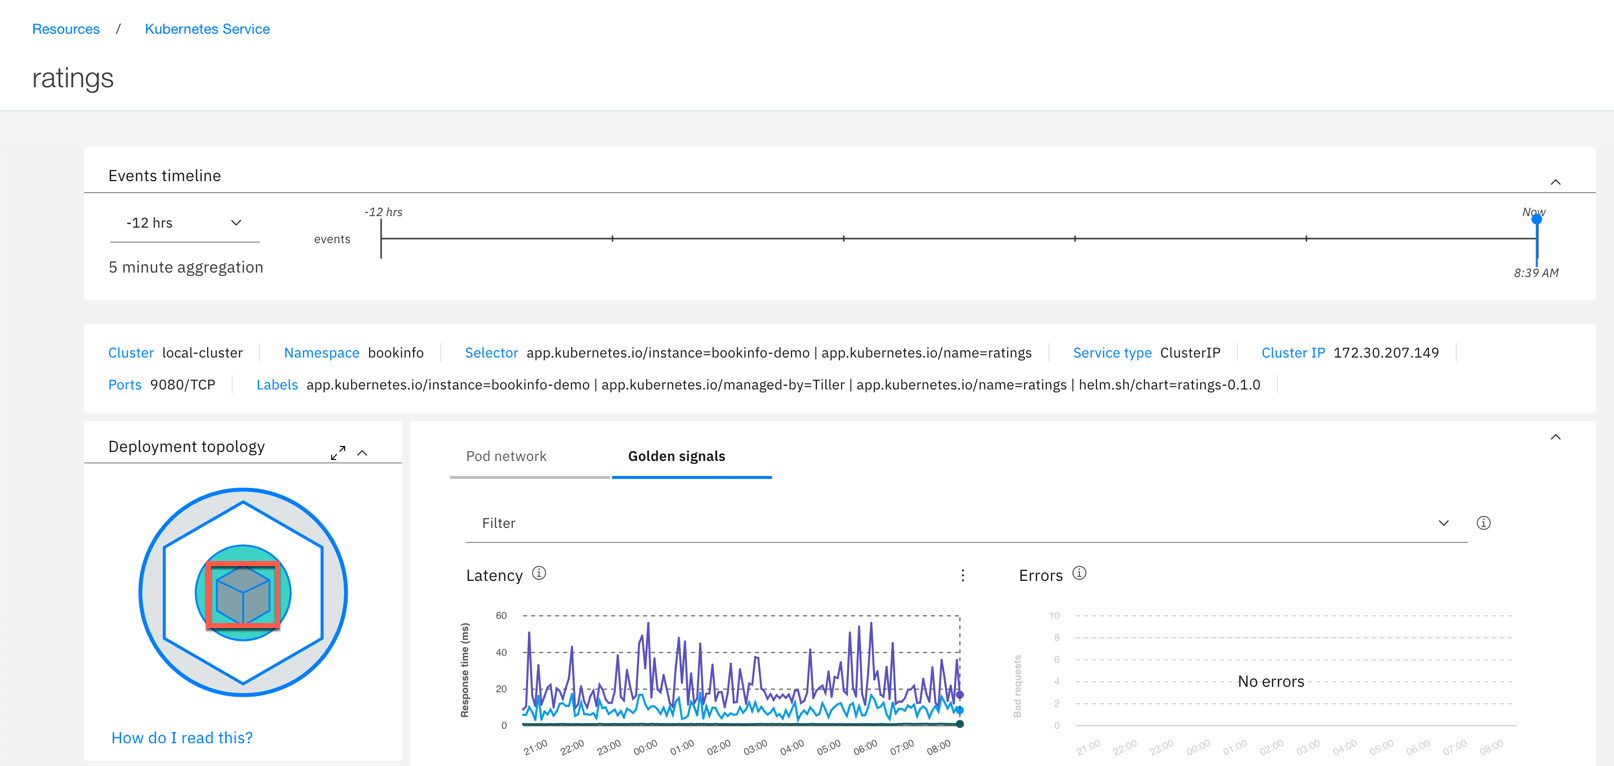 Resources / Kubernetes Service
ratings
Events timeline
-12 hrs
5 minute aggregation
events
-12 hrs
Now
8:39 AM
Cluster local-cluster Namespace bookinfo Selector app.kubernetes.io/instance=bookinfo-demo | app.kubernetes.io/name=ratings Service type ClusterIP Cluster IP 172.30.207.149
Ports 9080/TCP Labels app.kubernetes.io/instance=bookinfo-demo | app.kubernetes.io/managed-by=Tiller | app.kubernetes.io/name=ratings | helm.sh/chart=ratings-0.1.0
Deployment topology
How do I read this?
Pod network Golden signals
Filter
Latency
Response time (ms)
60
40
20
0
21:00 22:00 23:00 00:00 01:00 02:00 03:00 04:00 05:00 06:00 07:00 08:00
Errors
Bad requests
10
8
6
4
2
0
No errors
21:00 22:00 23:00 00:00 01:00 02:00 03:00 04:00 05:00 06:00 07:00 08:00